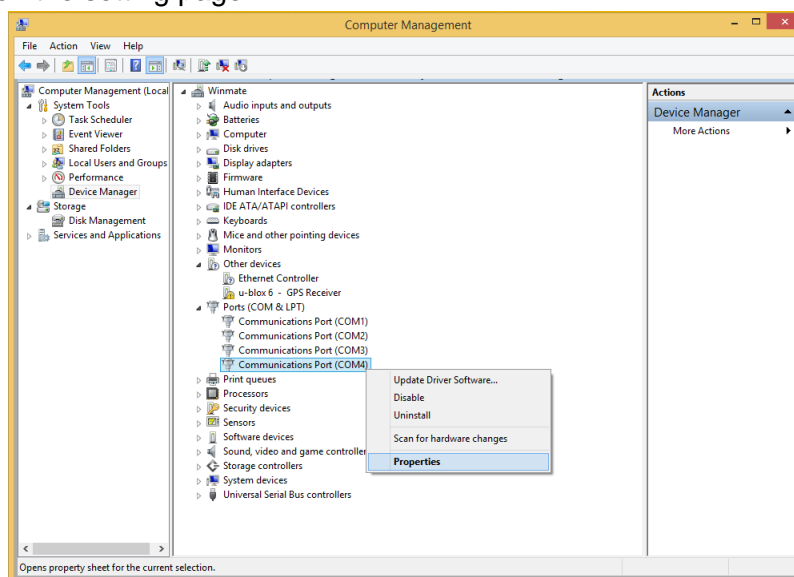 Computer Management
File Action View Help
Computer Management (Local
System Tools
Task Scheduler
Event Viewer
Shared Folders
Local Users and Groups
Performance
Device Manager
Storage
Disk Management
Services and Applications
Winmate
Audio inputs and outputs
Batteries
Computer
Disk drives
Display adapters
Firmware
Human Interface Devices
IDE ATA/ATAPI controllers
Keyboards
Mice and other pointing devices
Monitors
Other devices
Ethernet Controller
u-blox 6 - GPS Receiver
Ports (COM & LPT)
Communications Port (COM1)
Communications Port (COM2)
Communications Port (COM3)
Communications Port (COM4)
Print queues
Processors
Security devices
Sensors
Software devices
Sound, video and game controller
Storage controllers
System devices
Universal Serial Bus controllers
Update Driver Software...
Disable
Uninstall
Scan for hardware changes
Properties
Actions
Device Manager
More Actions
Opens property sheet for the current selection.